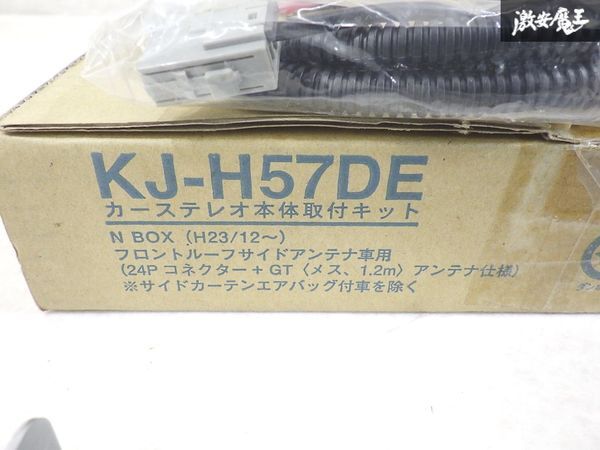 激安魔王
KJ-H57DE
カーステレオ本体取付キット
N BOX (H23/12〜)
フロントルーフサイドアンテナ車用
(24P コネクター + GT 〈メス、1.2m〉 アンテナ仕様)
※サイドカーテンエアバッグ付車を除く